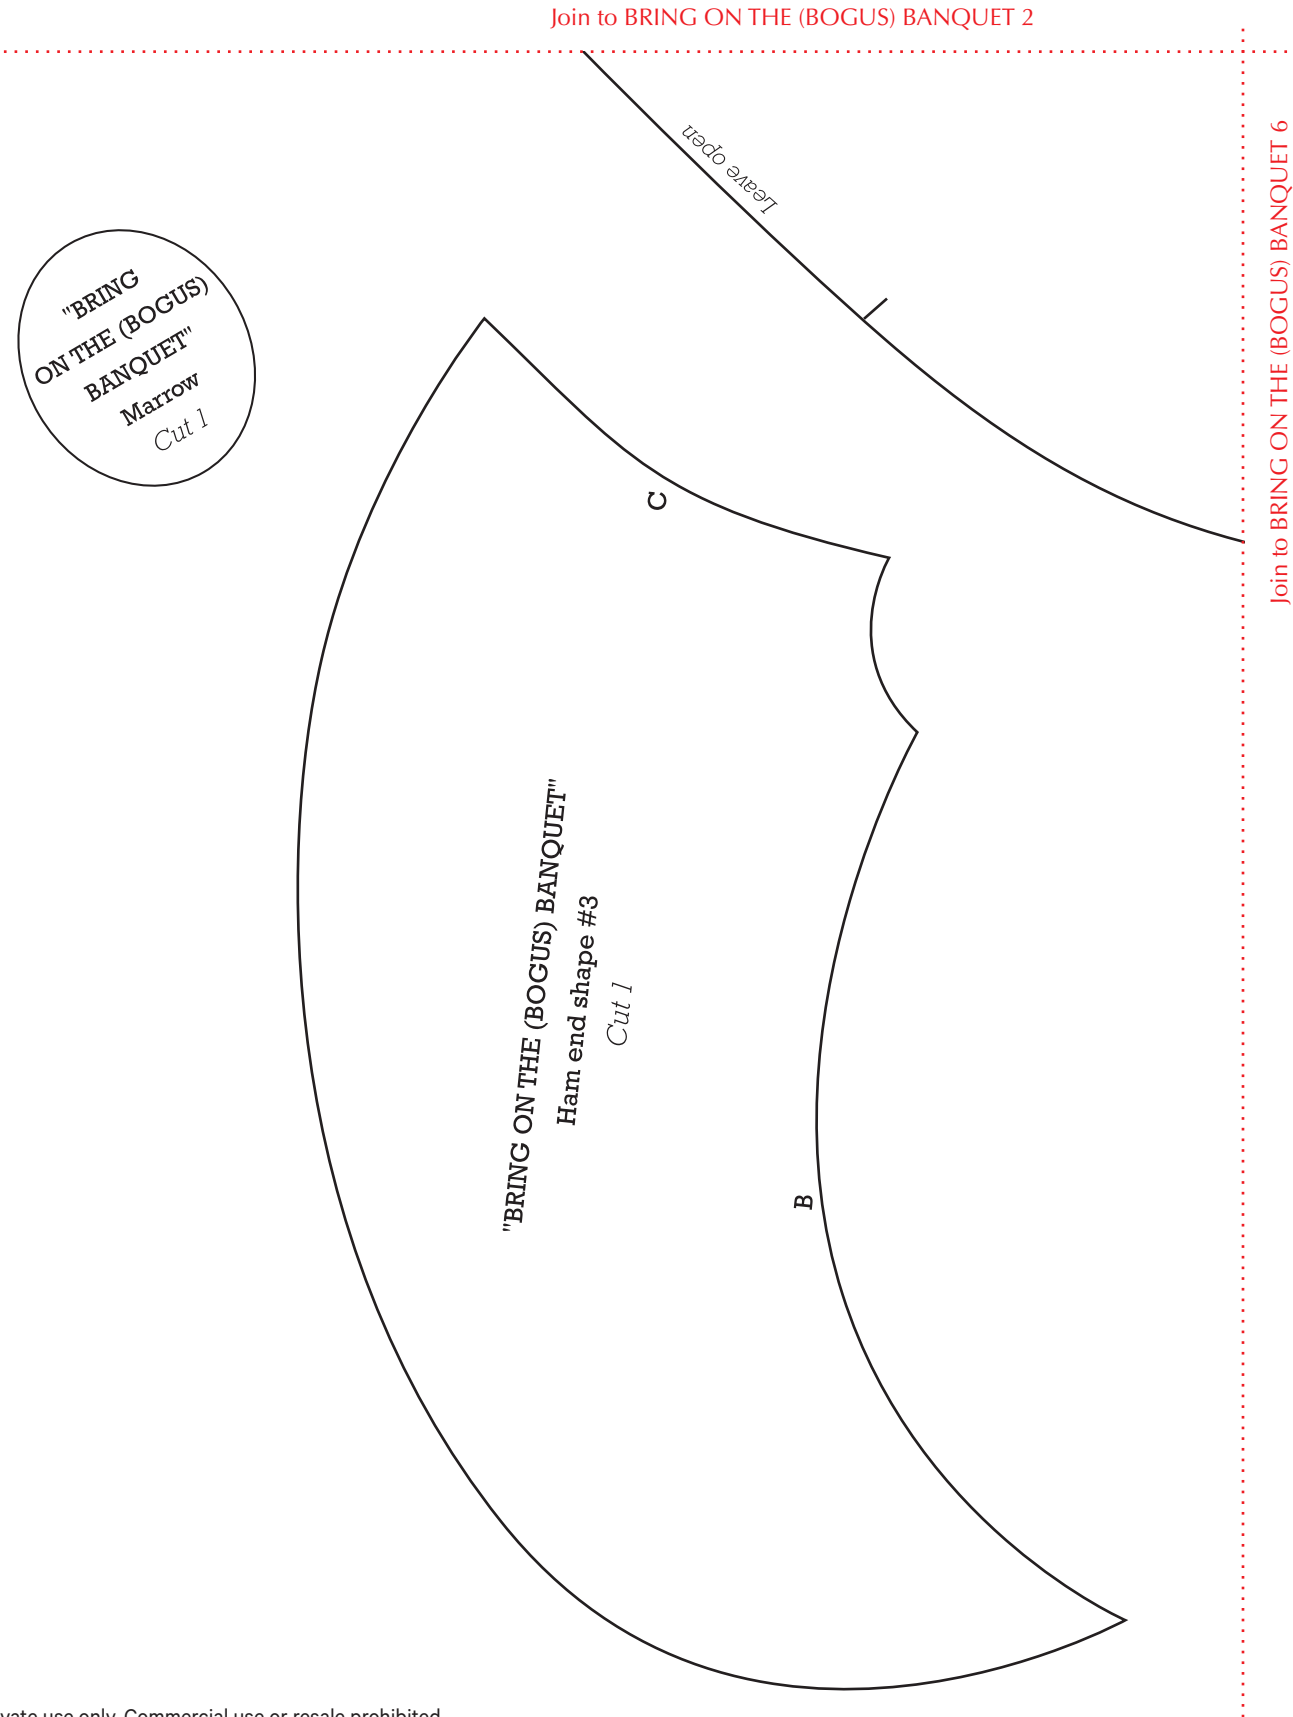 Join to BRING ON THE (BOGUS) BANQUET 2
Leave open
Join to BRING ON THE (BOGUS) BANQUET 6
"BRING
ON THE (BOGUS)
BANQUET"
Marrow
Cut 1
C
"BRING ON THE (BOGUS) BANQUET"
Ham end shape #3
Cut 1
B
use only. Commercial use or resale prohibited